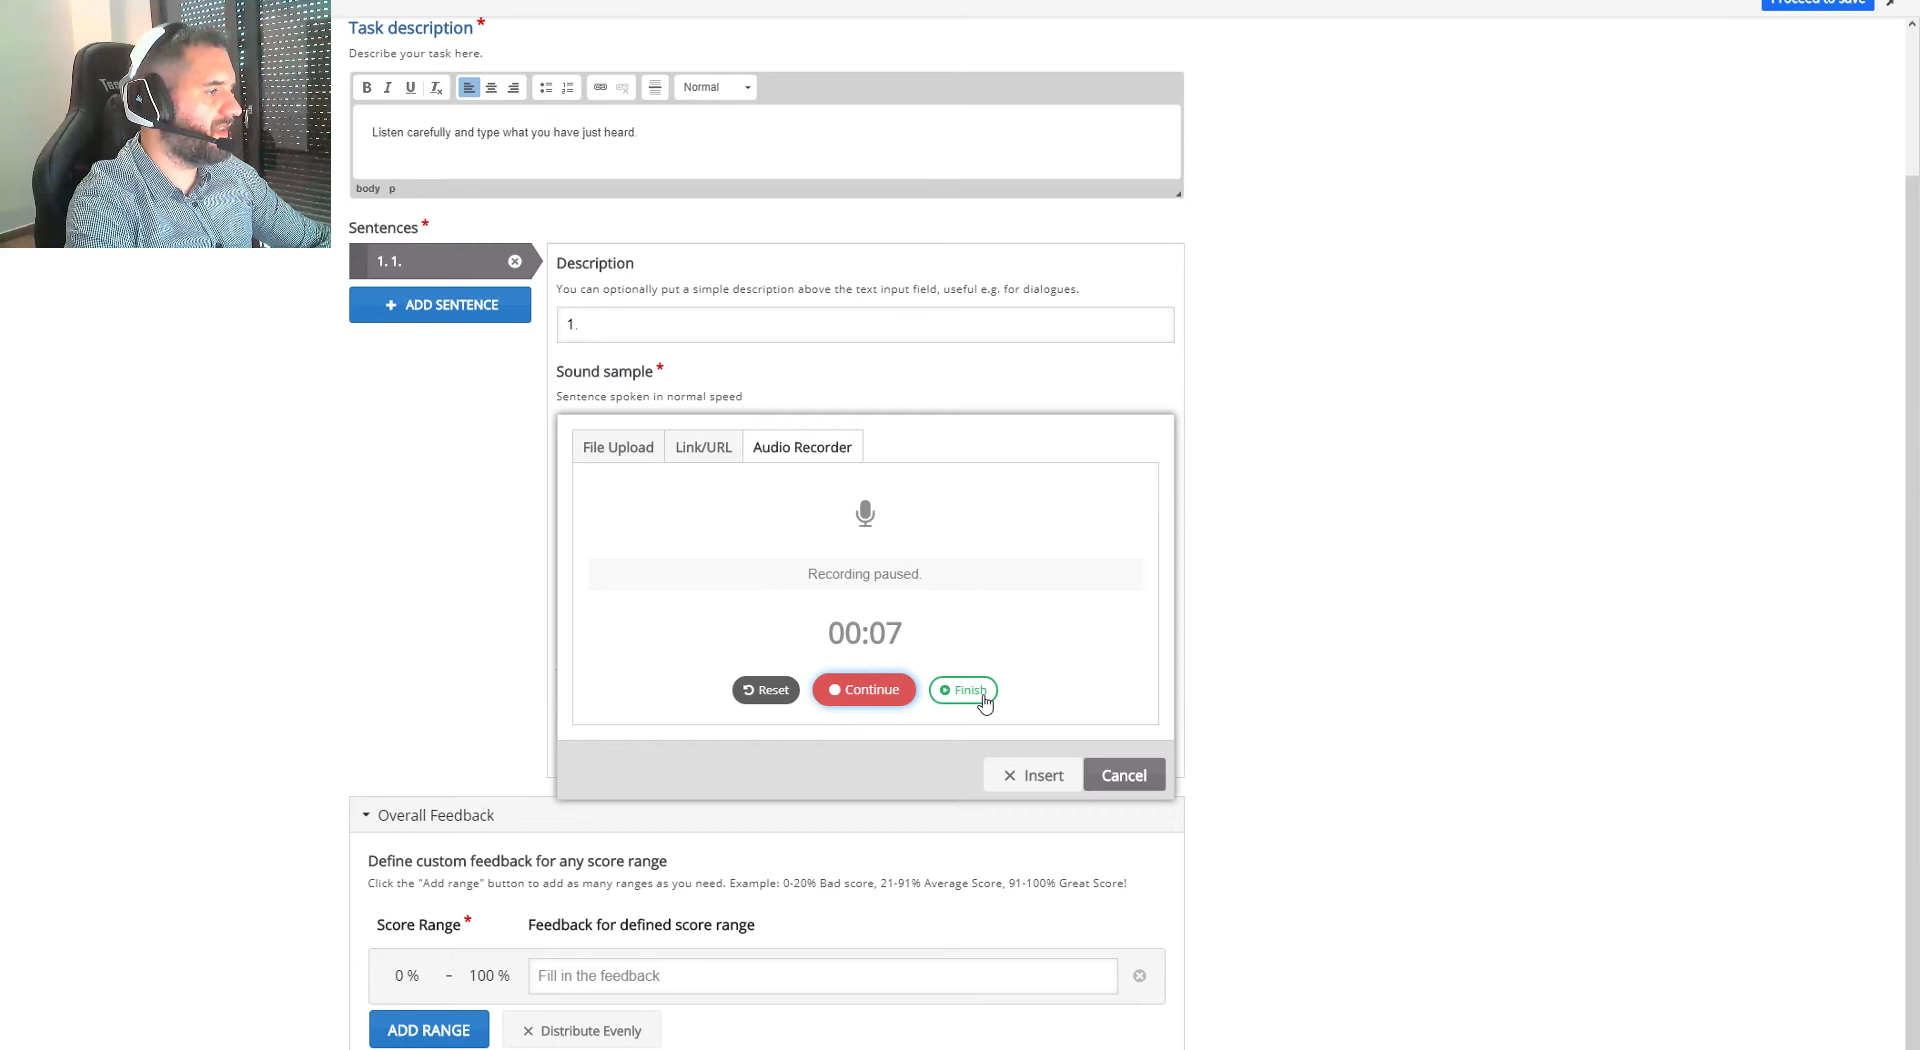 Proceed to save
Task description *
Describe your task here.
B I U Tx Normal
Listen carefully and type what you have just heard.
body p
Sentences *
1. 1.
+ ADD SENTENCE
Description
You can optionally put a simple description above the text input field, useful e.g. for dialogues.
1.
Sound sample *
Sentence spoken in normal speed
File Upload Link/URL Audio Recorder
Recording paused.
00:07
Reset Continue Finish
Insert Cancel
Overall Feedback
Define custom feedback for any score range
Click the "Add range" button to add as many ranges as you need. Example: 0-20% Bad score, 21-91% Average Score, 91-100% Great Score!
Score Range * Feedback for defined score range
0 % – 100 % Fill in the feedback
ADD RANGE Distribute Evenly